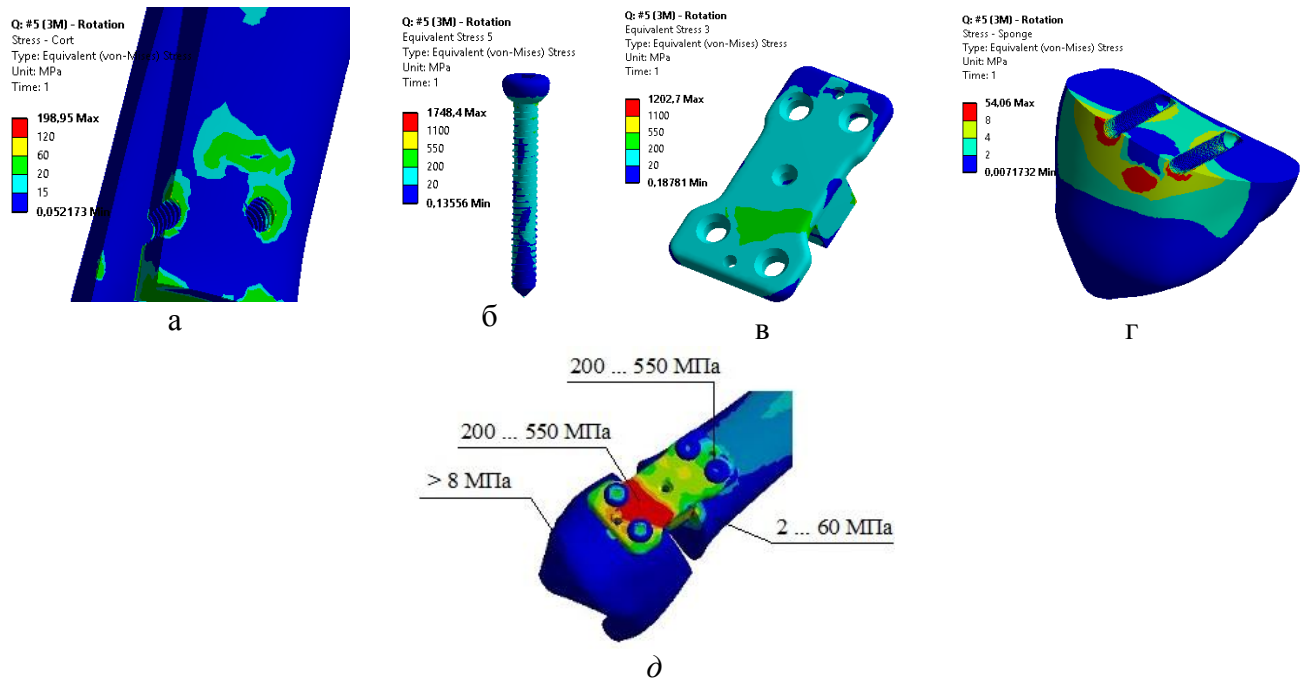 Q: #5 (3M) - Rotation
Stress - Cort
Type: Equivalent (von-Mises) Stress
Unit: MPa
Time: 1
198,95 Max
120
60
20
15
0,052173 Min
а
Q: #5 (3M) - Rotation
Equivalent Stress 5
Type: Equivalent (von-Mises) Stress
Unit: MPa
Time: 1
1748,4 Max
1100
550
200
20
0,13556 Min
б
Q: #5 (3M) - Rotation
Equivalent Stress 3
Type: Equivalent (von-Mises) Stress
Unit: MPa
Time: 1
1202,7 Max
1100
550
200
20
0,18781 Min
в
Q: #5 (3M) - Rotation
Stress - Sponge
Type: Equivalent (von-Mises) Stress
Unit: MPa
Time: 1
54,06 Max
8
4
2
0,0071732 Min
г
200 ... 550 МПа
200 ... 550 МПа
> 8 МПа
2 ... 60 МПа
д